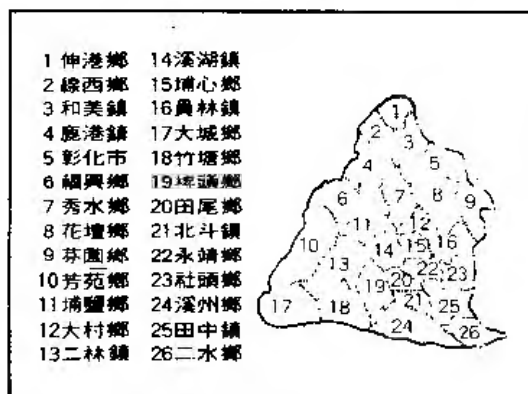 1 伸港鄉 14溪湖鎮
2 線西鄉 15埔心鄉
3 和美鎮 16員林鎮
4 鹿港鎮 17大城鄉
5 彰化市 18竹塘鄉
6 福興鄉 19埤頭鄉
7 秀水鄉 20田尾鄉
8 花壇鄉 21北斗鎮
9 芬園鄉 22永靖鄉
10芳苑鄉 23社頭鄉
11埔鹽鄉 24溪州鄉
12大村鄉 25田中鎮
13二林鎮 26二水鄉
1
2 3
4 5
6 7 8 9
11 12
10 14 15 16
13 22 23
19 20
17 18 21 25
24 26